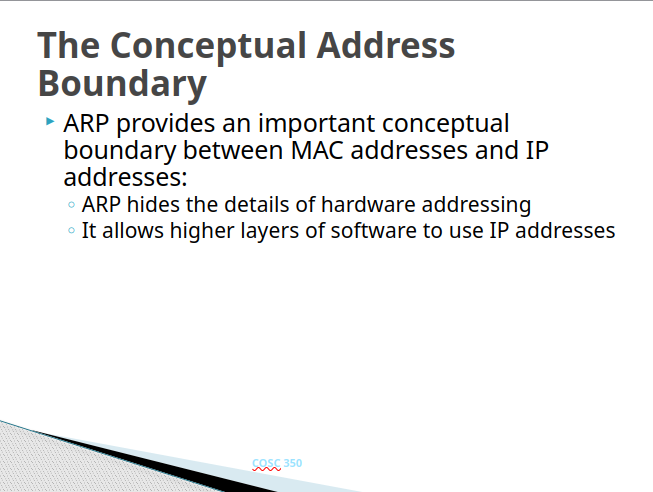 The Conceptual Address
Boundary
ARP provides an important conceptual
boundary between MAC addresses and IP
addresses:
ARP hides the details of hardware addressing
It allows higher layers of software to use IP addresses
COSC 350